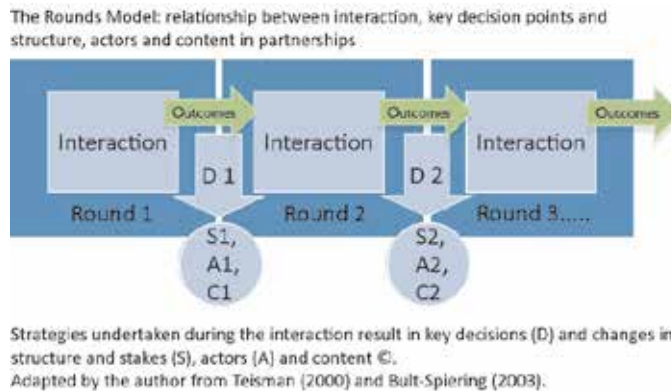 The Rounds Model: relationship between interaction, key decision points and
structure, actors and content in partnerships
Outcomes
Outcomes
Outcomes
Interaction
Interaction
Interaction
D 1
D 2
Round 1
Round 2
Round 3.....
S1,
A1,
C1
S2,
A2,
C2
Strategies undertaken during the interaction result in key decisions (D) and changes in
structure and stakes (S), actors (A) and content ©.
Adapted by the author from Teisman (2000) and Bult-Spiering (2003).